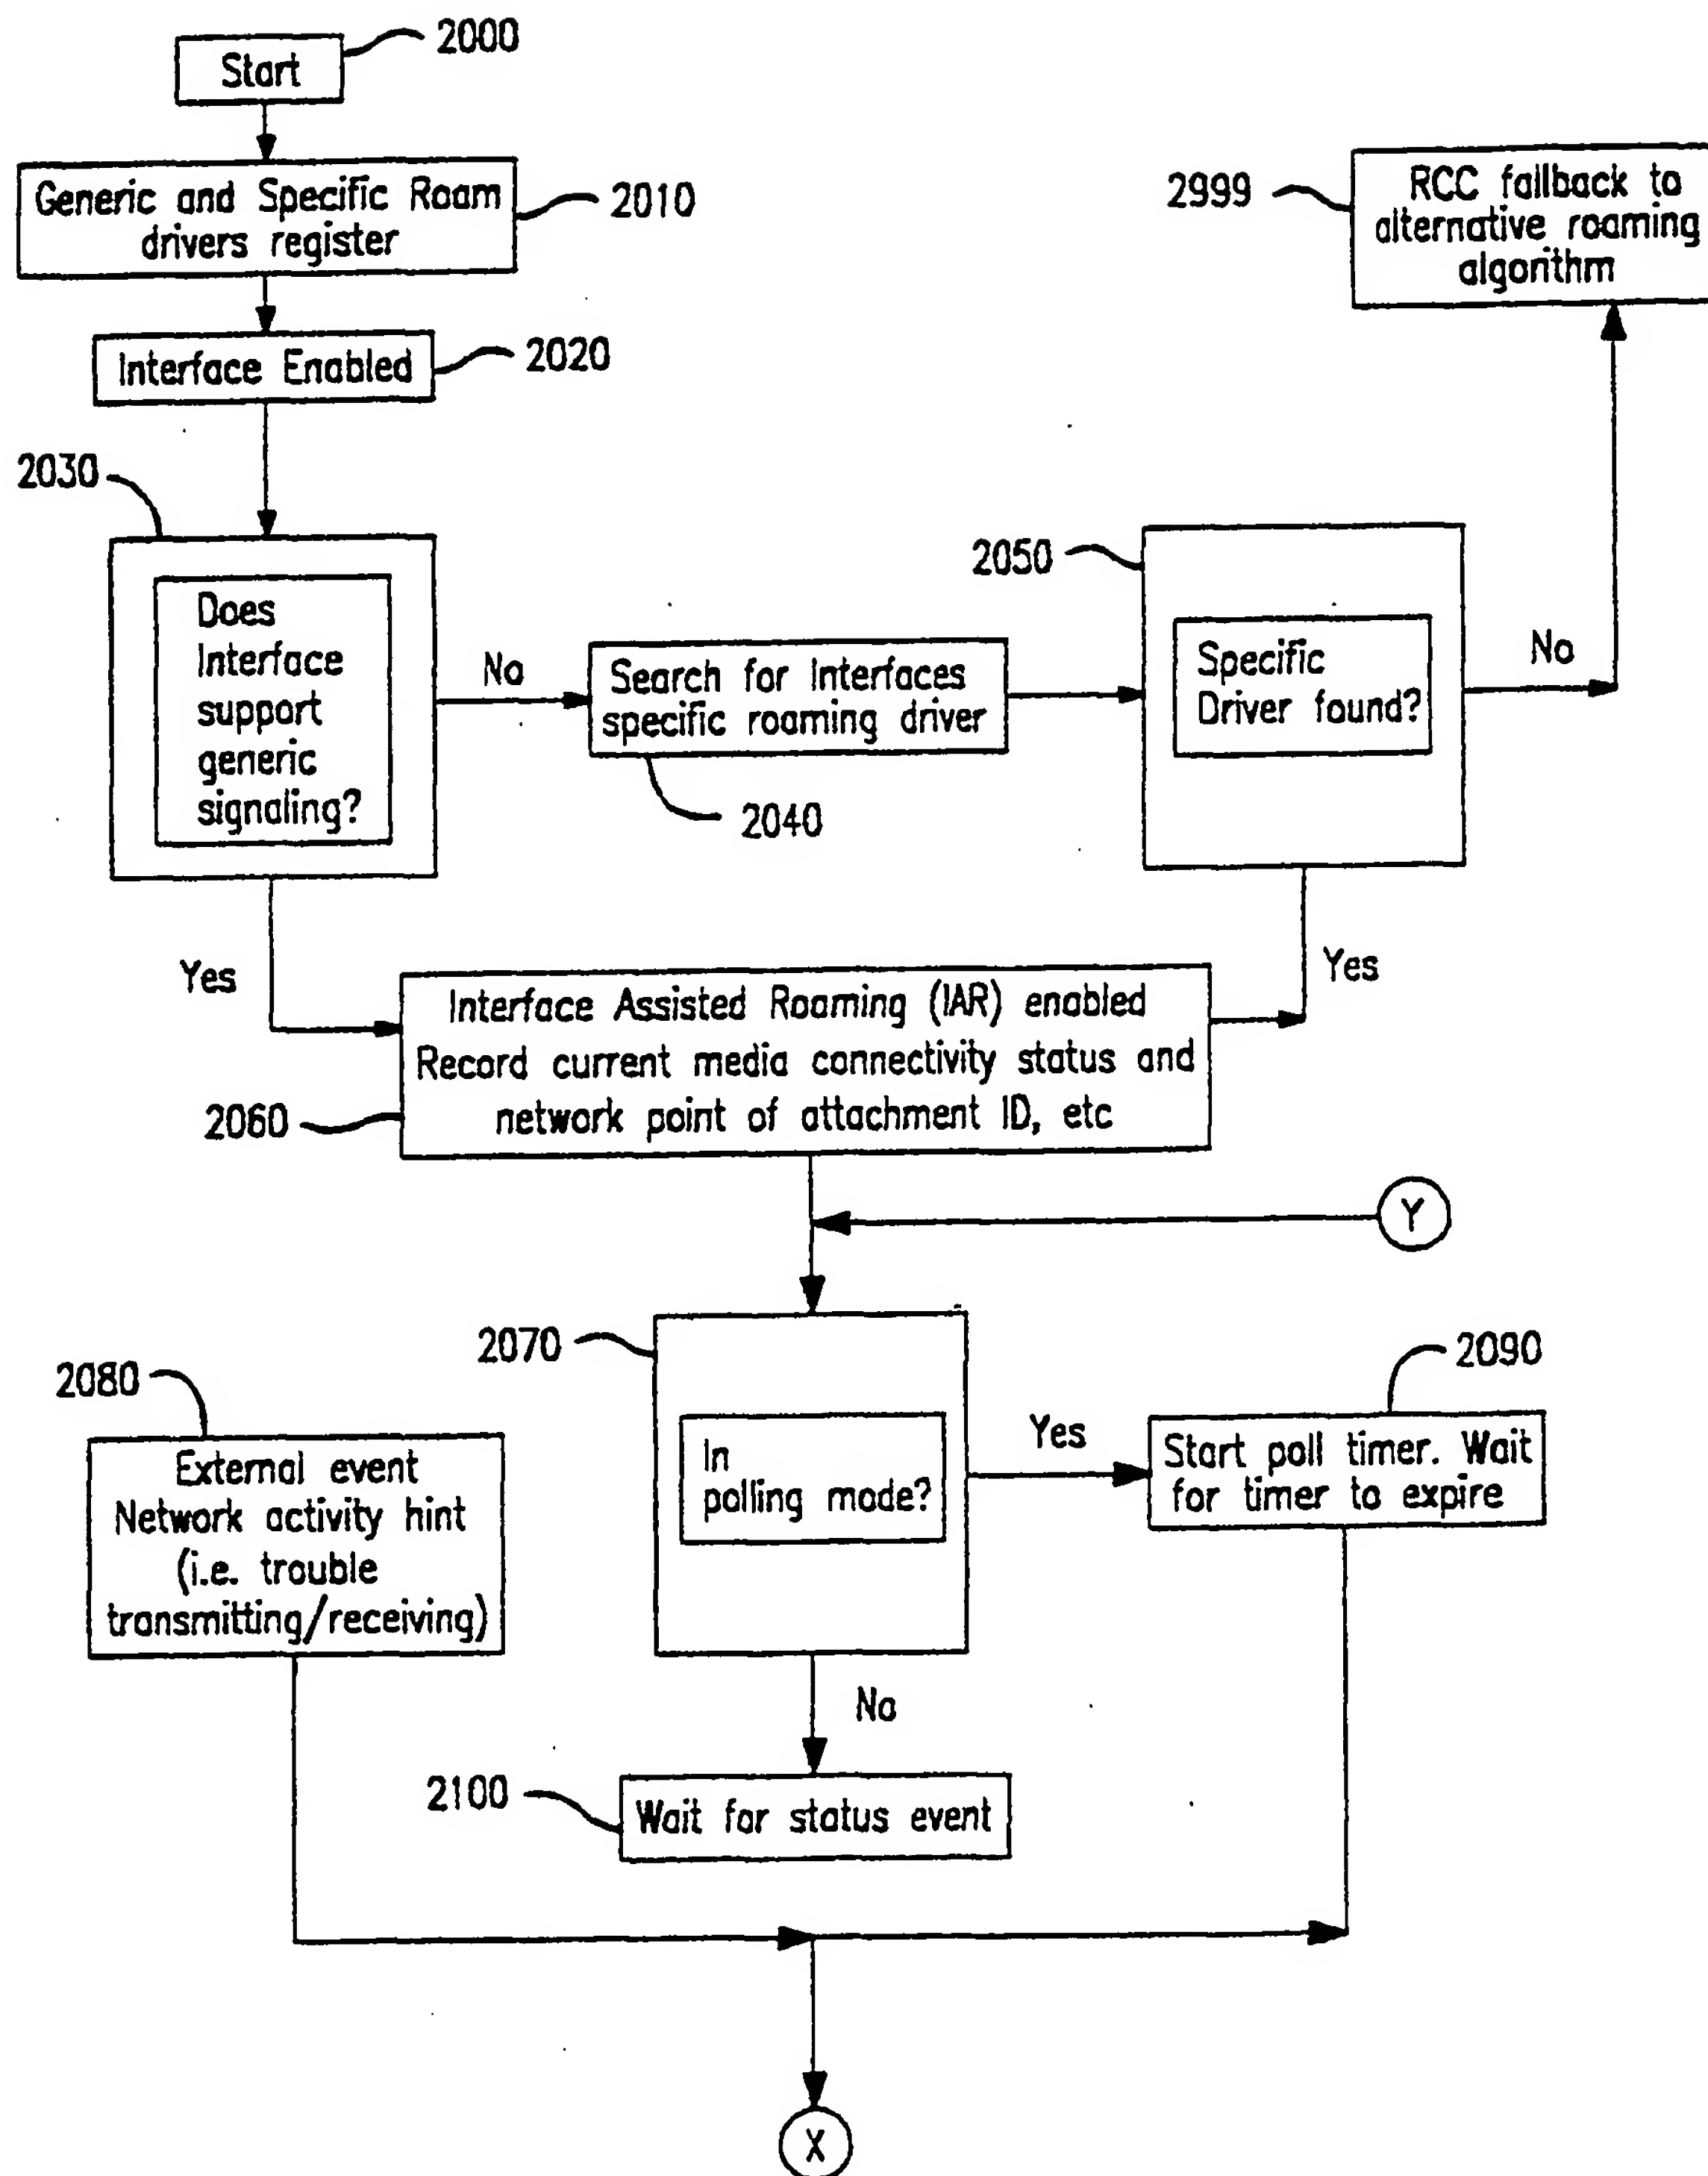 Start
2000
Generic and Specific Roam
drivers register
2010
2999
RCC fallback to
alternative roaming
algorithm
Interface Enabled
2020
2030
Does
Interface
support
generic
signaling?
No
Search for Interfaces
specific roaming driver
2040
2050
Specific
Driver found?
No
Yes
Yes
Interface Assisted Roaming (IAR) enabled
Record current media connectivity status and
network point of attachment ID, etc
2060
Y
2070
In
polling mode?
Yes
2090
Start poll timer. Wait
for timer to expire
2080
External event
Network activity hint
(i.e. trouble
transmitting/receiving)
No
2100
Wait for status event
X